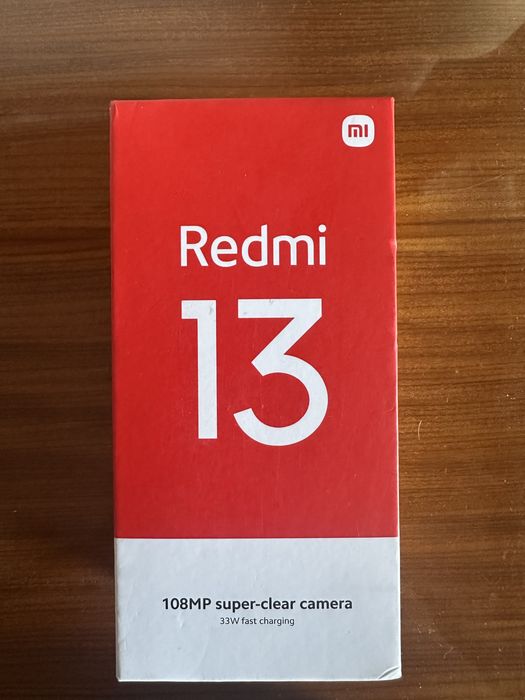 mi
Redmi
13
108MP super-clear camera
33W fast charging